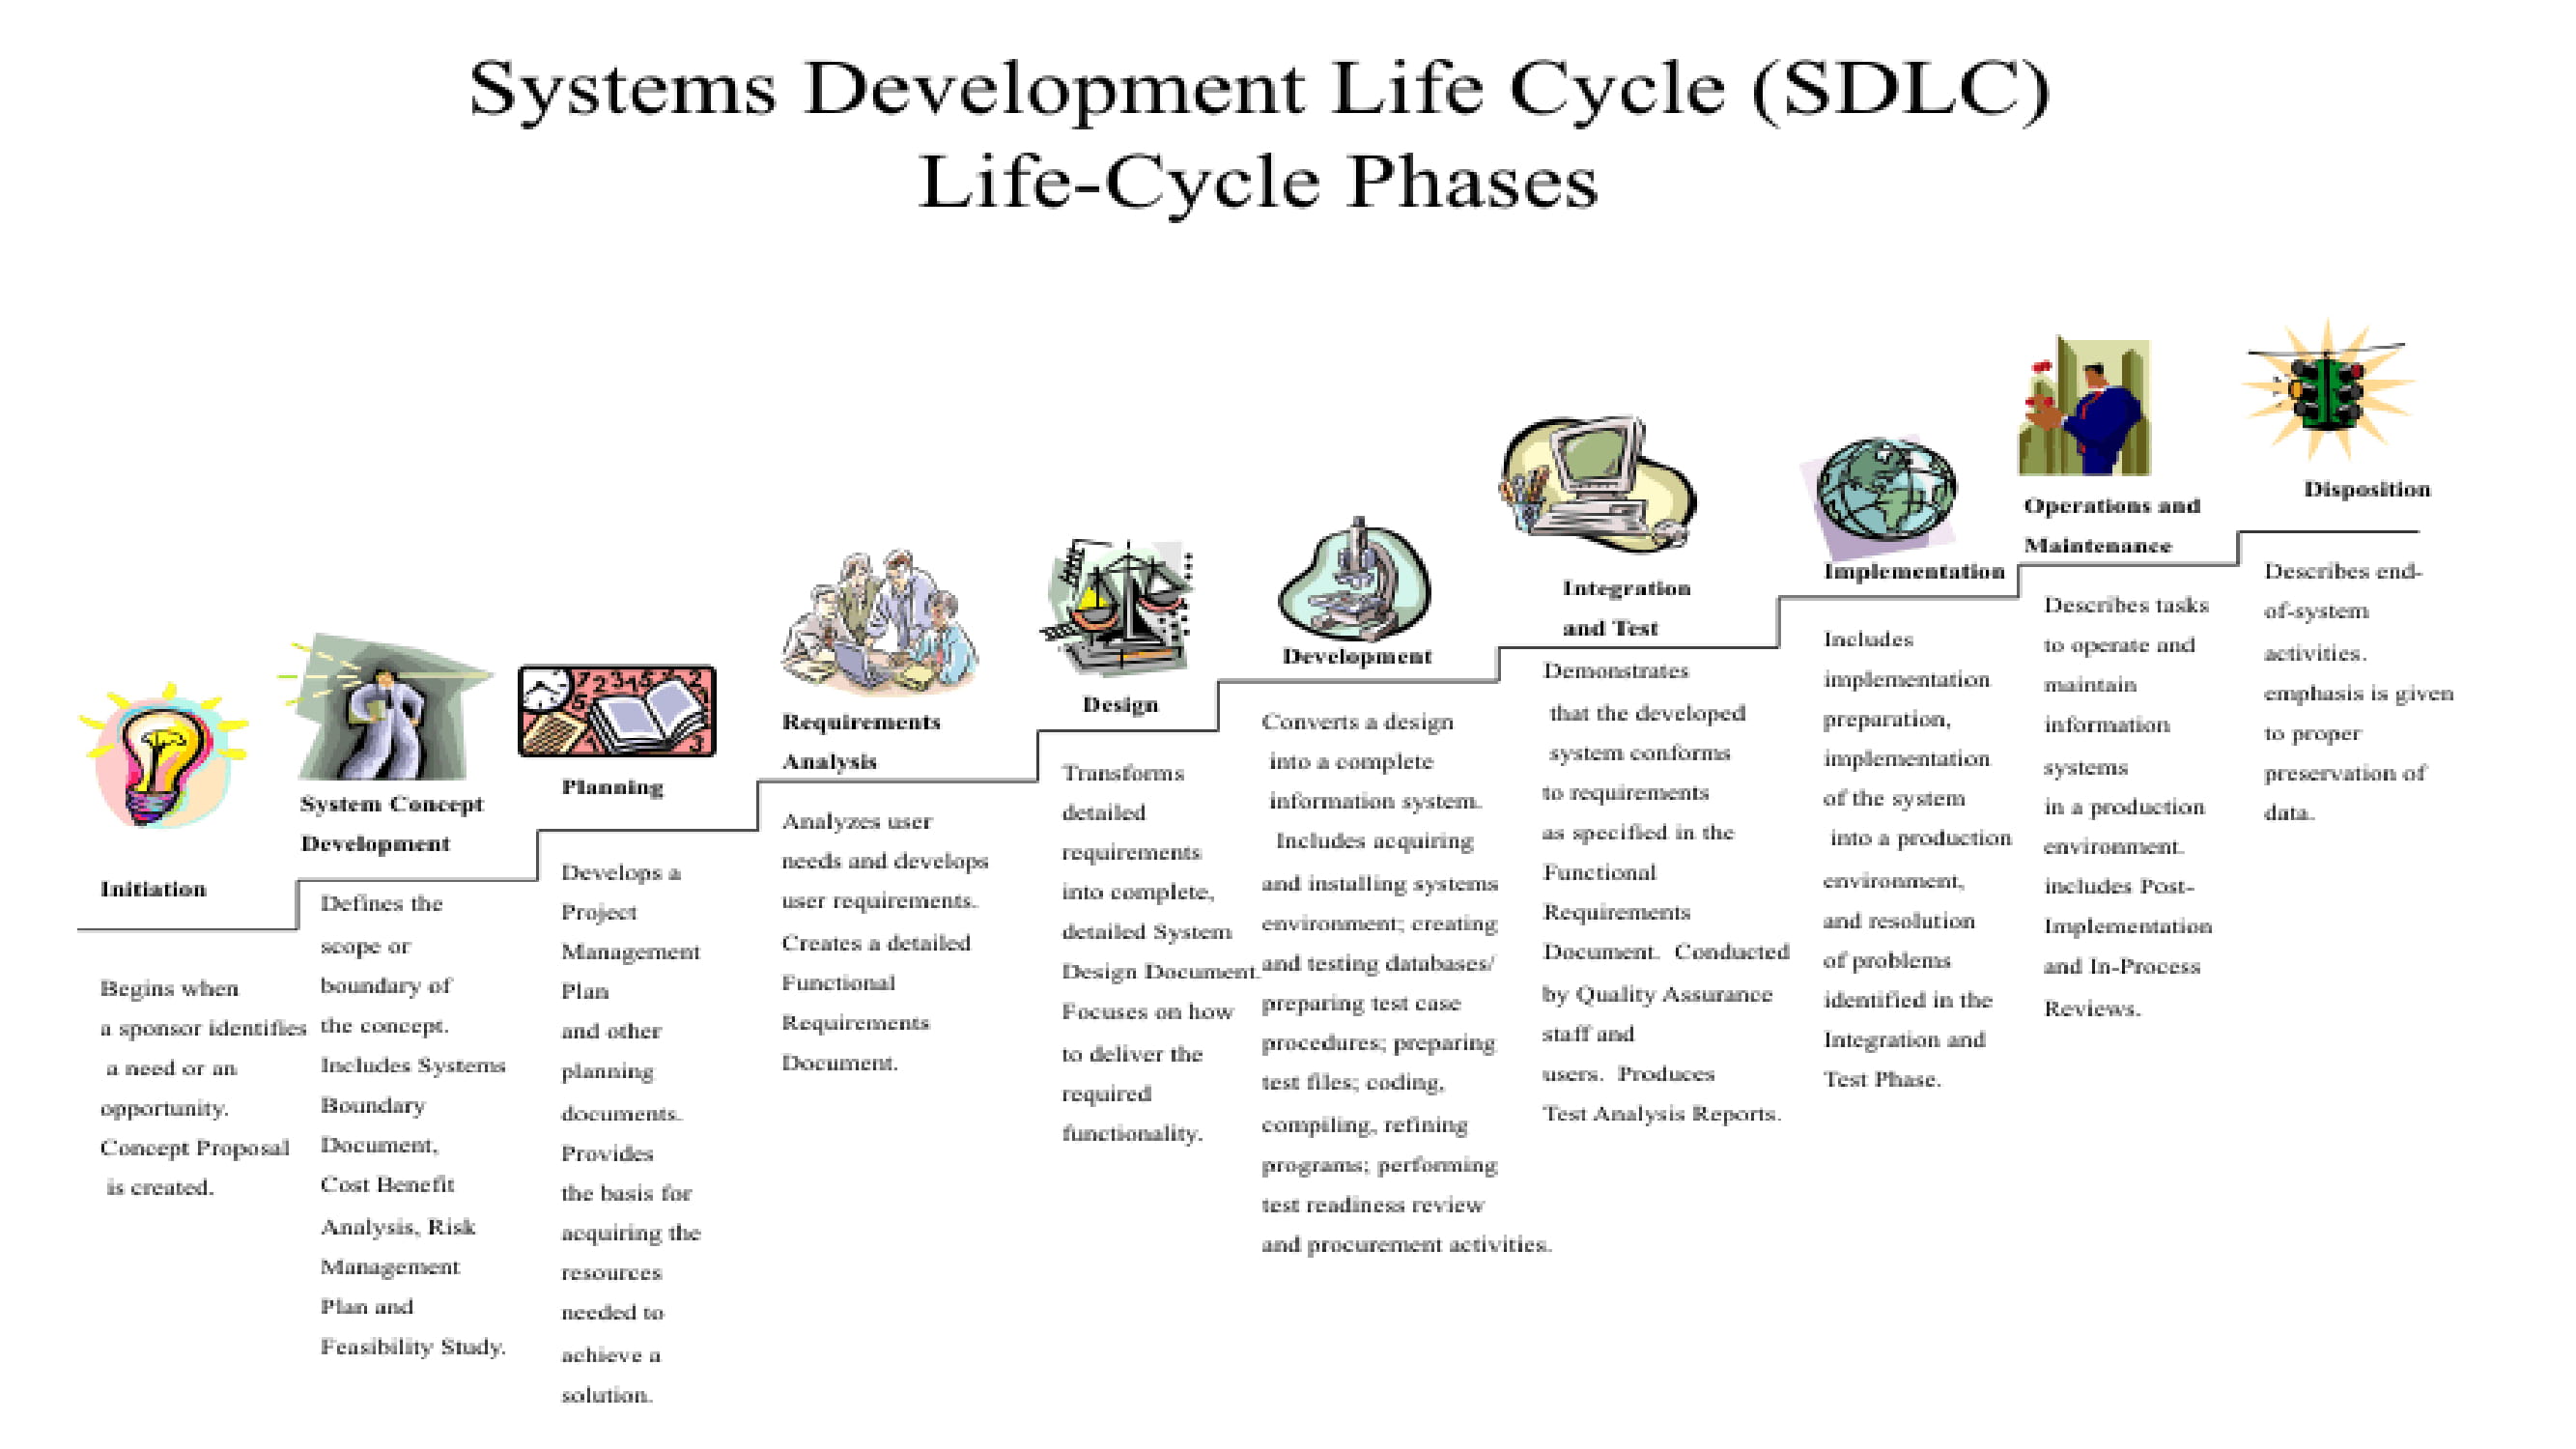 Systems Development Life Cycle (SDLC)
Life-Cycle Phases
Initiation
Begins when
a sponsor identifies
a need or an
opportunity.
Concept Proposal
is created.
System Concept
Development
Defines the
scope or
boundary of
the concept.
Includes Systems
Boundary
Document,
Cost Benefit
Analysis, Risk
Management
Plan and
Feasibility Study.
Planning
Develops a
Project
Management
Plan
and other
planning
documents.
Provides
the basis for
acquiring the
resources
needed to
achieve a
solution.
Requirements
Analysis
Analyzes user
needs and develops
user requirements.
Creates a detailed
Functional
Requirements
Document.
Design
Transforms
detailed
requirements
into complete,
detailed System
Design Document.
Focuses on how
to deliver the
required
functionality.
Development
Converts a design
into a complete
information system.
Includes acquiring
and installing systems
environment; creating
and testing databases/
preparing test case
procedures; preparing
test files; coding,
compiling, refining
programs; performing
test readiness review
and procurement activities.
Integration
and Test
Demonstrates
that the developed
system conforms
to requirements
as specified in the
Functional
Requirements
Document. Conducted
by Quality Assurance
staff and
users. Produces
Test Analysis Reports.
Implementation
Includes
implementation
preparation,
implementation
of the system
into a production
environment,
and resolution
of problems
identified in the
Integration and
Test Phase.
Operations and
Maintenance
Describes tasks
to operate and
maintain
information
systems
in a production
environment.
includes Post-
Implementation
and In-Process
Reviews.
Disposition
Describes end-
of-system
activities.
emphasis is given
to proper
preservation of
data.